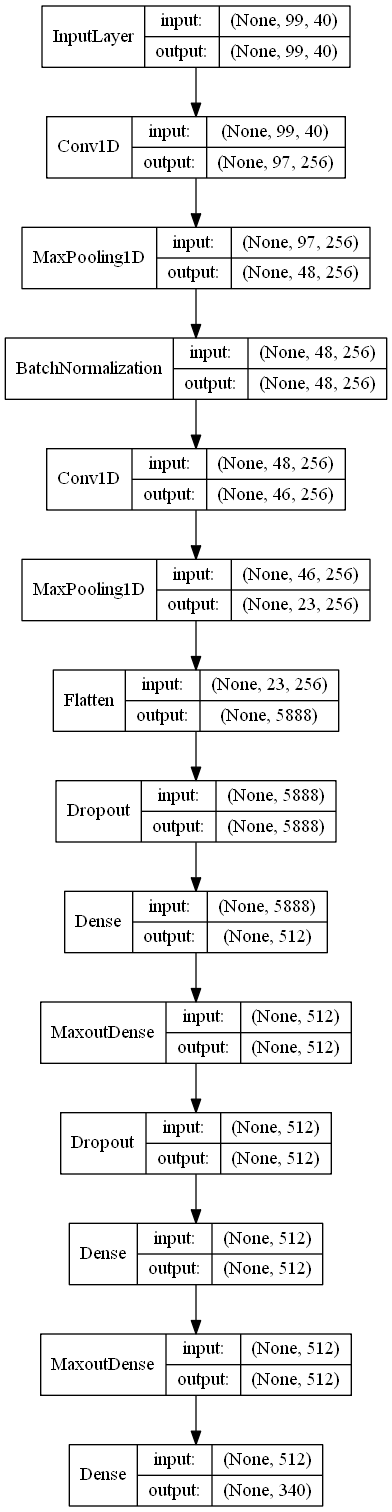 InputLayer
input: (None, 99, 40)
output: (None, 99, 40)
Conv1D
input: (None, 99, 40)
output: (None, 97, 256)
MaxPooling1D
input: (None, 97, 256)
output: (None, 48, 256)
BatchNormalization
input: (None, 48, 256)
output: (None, 48, 256)
Conv1D
input: (None, 48, 256)
output: (None, 46, 256)
MaxPooling1D
input: (None, 46, 256)
output: (None, 23, 256)
Flatten
input: (None, 23, 256)
output: (None, 5888)
Dropout
input: (None, 5888)
output: (None, 5888)
Dense
input: (None, 5888)
output: (None, 512)
MaxoutDense
input: (None, 512)
output: (None, 512)
Dropout
input: (None, 512)
output: (None, 512)
Dense
input: (None, 512)
output: (None, 512)
MaxoutDense
input: (None, 512)
output: (None, 512)
Dense
input: (None, 512)
output: (None, 340)